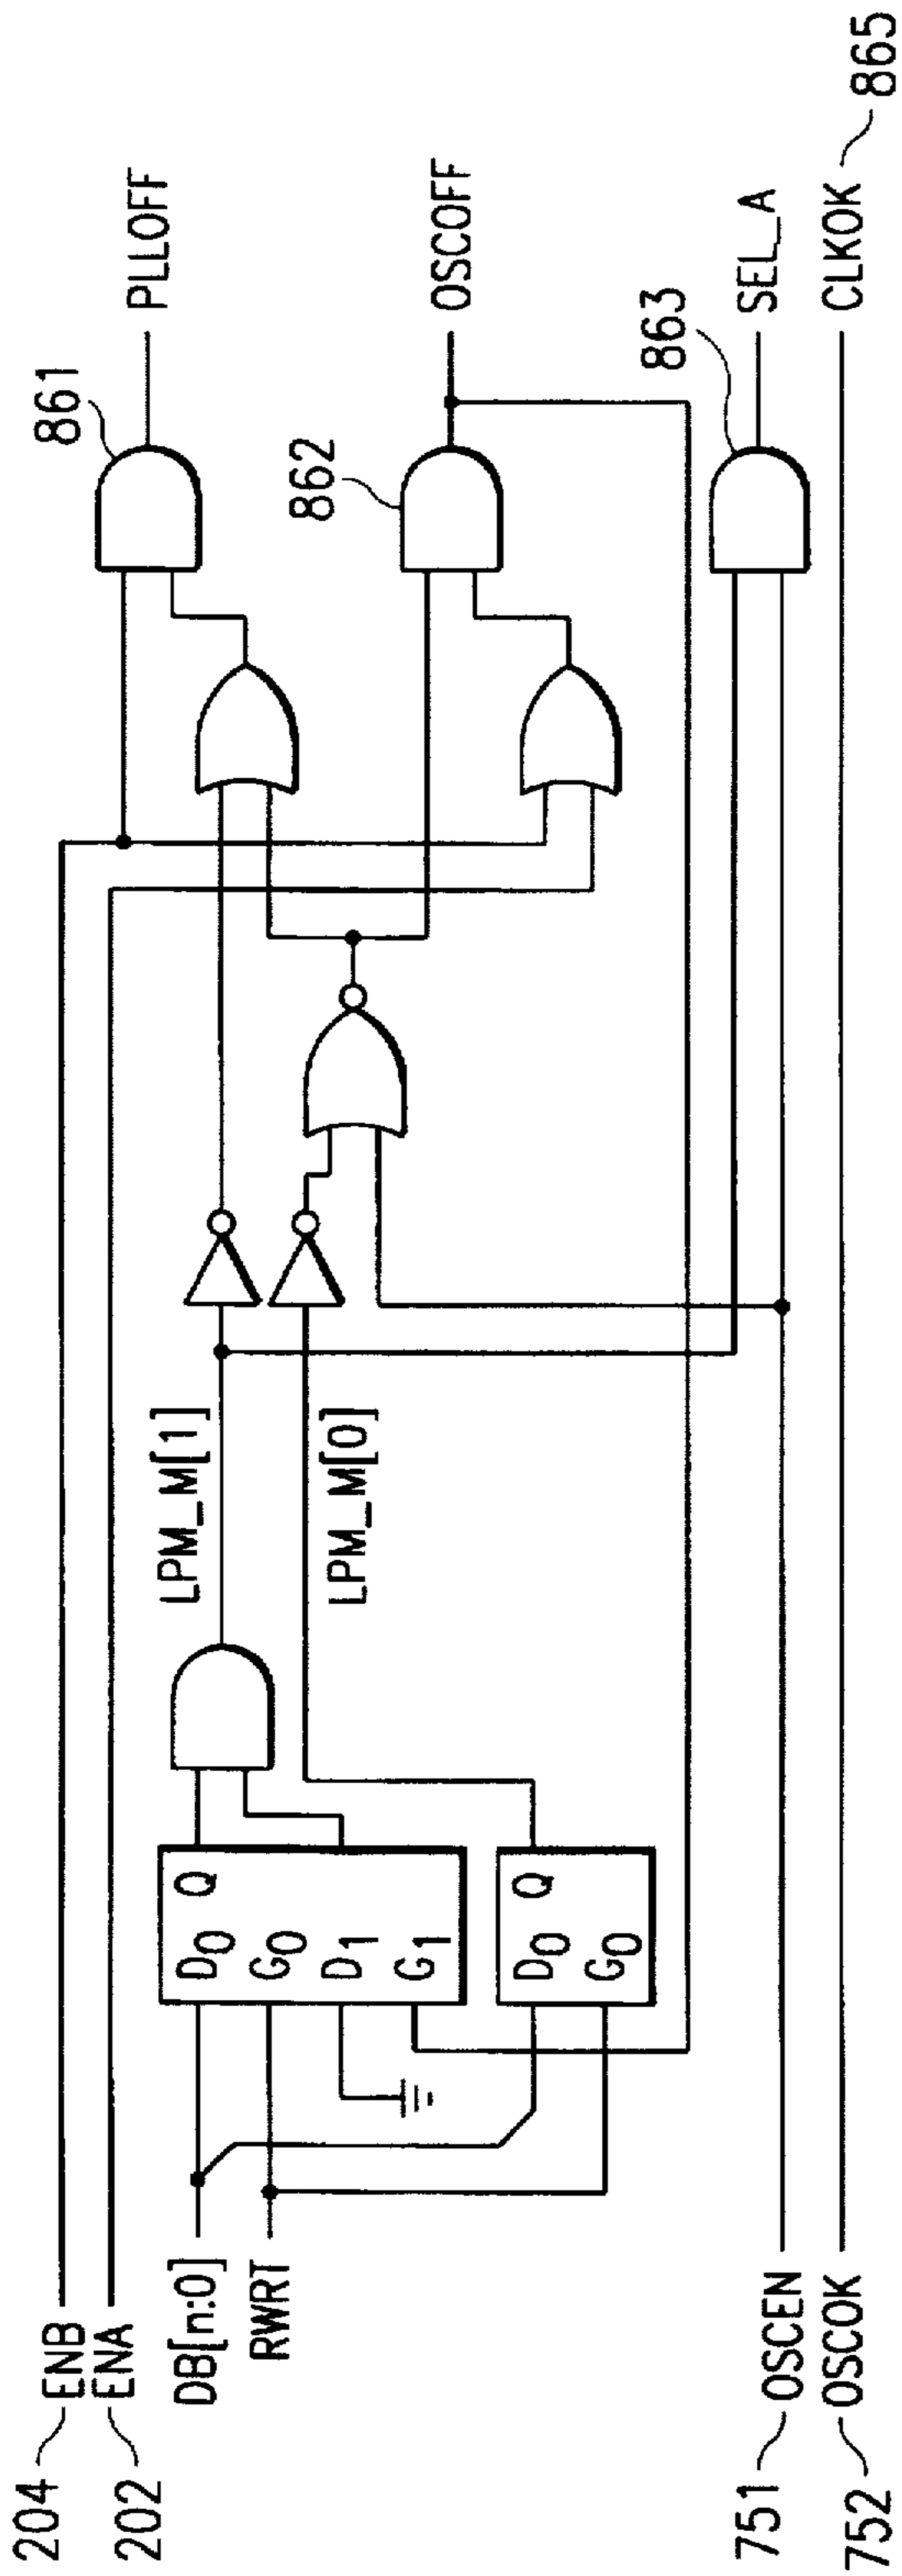 204 ENB
202 ENA
DB[n:0]
RWRT
D0 Q
G0
D1
G1
D0 Q
G0
LPM_M[1]
LPM_M[0]
861
PLLOFF
862
OSCOFF
863
SEL_A
751 OSCEN
752 OSCOK
CLKOK 865